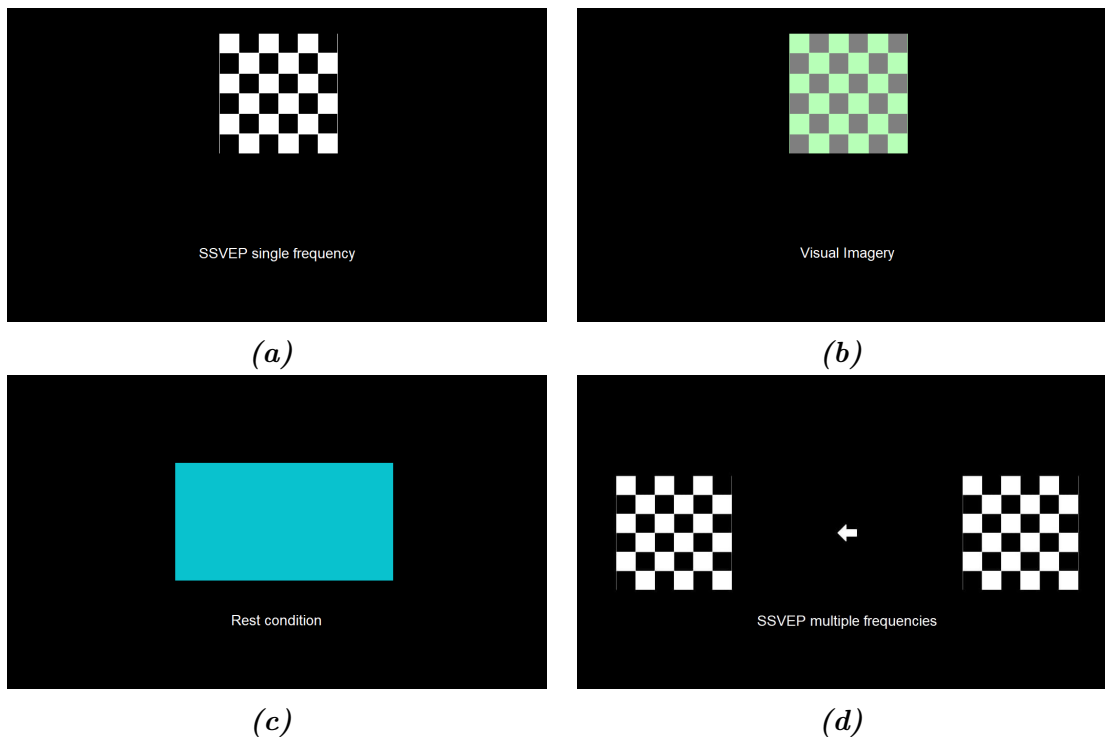 SSVEP single frequency
Visual Imagery
(a)
(b)
Rest condition
SSVEP multiple frequencies
(c)
(d)